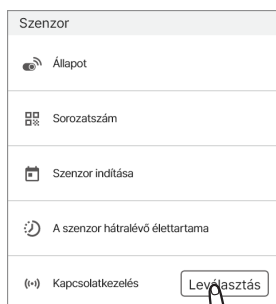 Szenzor
Állapot
Sorozatszám
Szenzor indítása
A szenzor hátralévő élettartama
Kapcsolatkezelés
Leválasztás